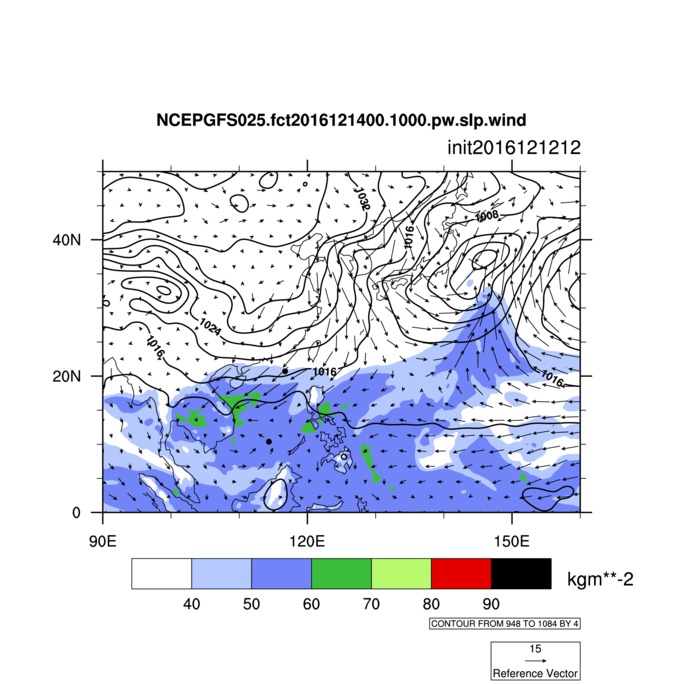 NCEPGFS025.fct2016121400.1000.pw.slp.wind
init2016121212
1032
1008
1016
40N
1024
1016
1016
1016
20N
0
90E 120E 150E
kgm**-2
40 50 60 70 80 90
CONTOUR FROM 948 TO 1084 BY 4
15
Reference Vector